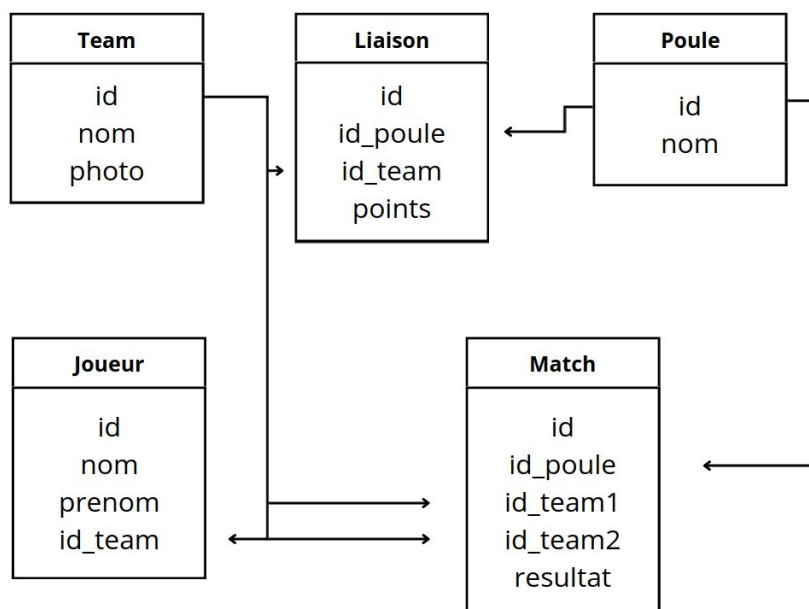 Team
id
nom
photo
Liaison
id
id_poule
id_team
points
Poule
id
nom
Joueur
id
nom
prenom
id_team
Match
id
id_poule
id_team1
id_team2
resultat